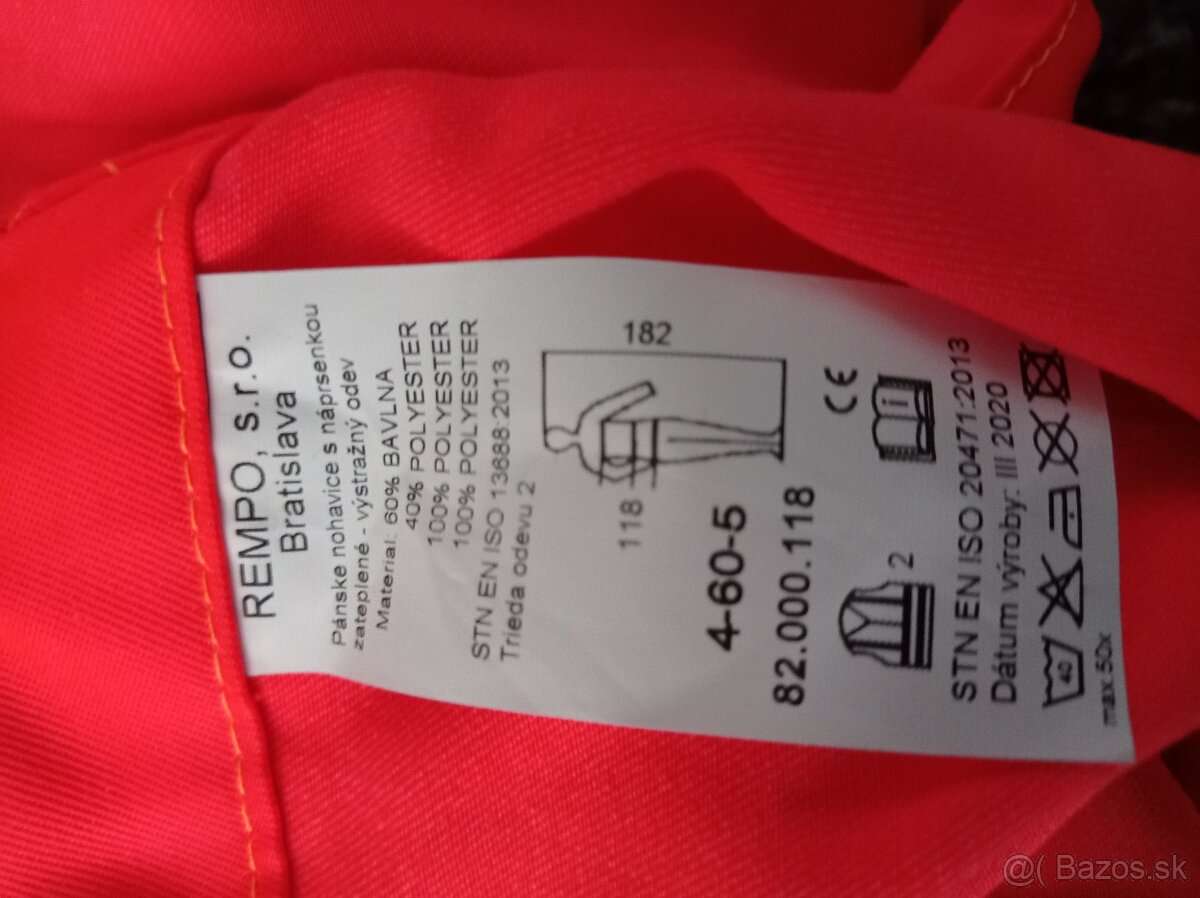 REMPO, s.r.o.
Bratislava
Pánske nohavice s náprsenkou
zateplené - výstražný odev
Material: 60% BAVLNA
40% POLYESTER
100% POLYESTER
100% POLYESTER
STN EN ISO 13688:2013
Trieda odevu 2
182
118
4-60-5
82.000.118
CE
i
2
STN EN ISO 20471:2013
Dátum výroby: III 2020
40
max 50x
@( Bazos.sk